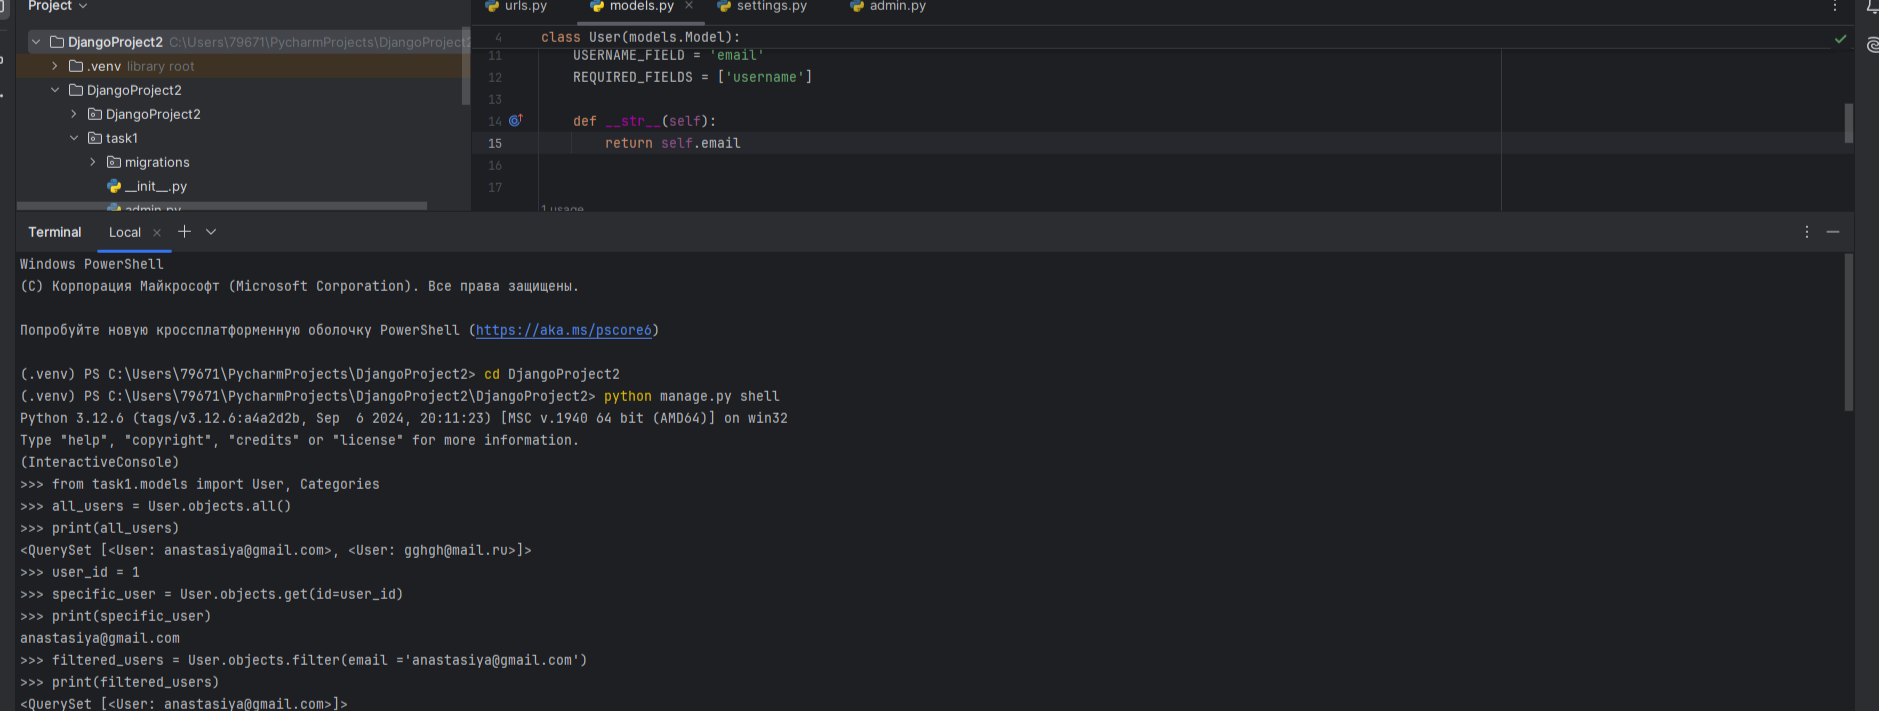 Project
urls.py
models.py
settings.py
admin.py
DjangoProject2 C:\Users\79671\PycharmProjects\DjangoProject2
.venv library root
DjangoProject2
DjangoProject2
task1
migrations
__init__.py
admin.py
4 class User(models.Model):
11 USERNAME_FIELD = 'email'
12 REQUIRED_FIELDS = ['username']
13
14 def __str__(self):
15 return self.email
16
17
1 usage
Terminal Local
Windows PowerShell
(C) Корпорация Майкрософт (Microsoft Corporation). Все права защищены.
Попробуйте новую кроссплатформенную оболочку PowerShell (https://aka.ms/pscore6)
(.venv) PS C:\Users\79671\PycharmProjects\DjangoProject2> cd DjangoProject2
(.venv) PS C:\Users\79671\PycharmProjects\DjangoProject2\DjangoProject2> python manage.py shell
Python 3.12.6 (tags/v3.12.6:a4a2d2b, Sep  6 2024, 20:11:23) [MSC v.1940 64 bit (AMD64)] on win32
Type "help", "copyright", "credits" or "license" for more information.
(InteractiveConsole)
>>> from task1.models import User, Categories
>>> all_users = User.objects.all()
>>> print(all_users)
<QuerySet [<User: anastasiya@gmail.com>, <User: gghgh@mail.ru>]>
>>> user_id = 1
>>> specific_user = User.objects.get(id=user_id)
>>> print(specific_user)
anastasiya@gmail.com
>>> filtered_users = User.objects.filter(email ='anastasiya@gmail.com')
>>> print(filtered_users)
<QuerySet [<User: anastasiya@gmail.com>]>